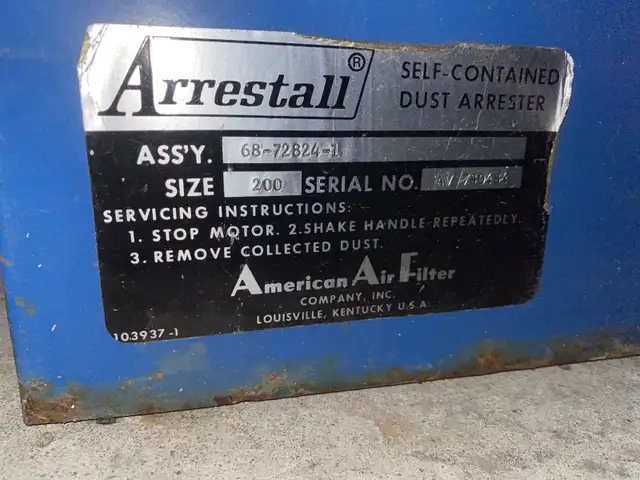 Arrestall®
SELF-CONTAINED
DUST ARRESTER
ASS'Y. 68-72824-1
SIZE 200 SERIAL NO.
SERVICING INSTRUCTIONS:
1. STOP MOTOR. 2. SHAKE HANDLE REPEATEDLY.
3. REMOVE COLLECTED DUST.
American Air Filter
COMPANY, INC.
LOUISVILLE, KENTUCKY U.S.A.
103937-1